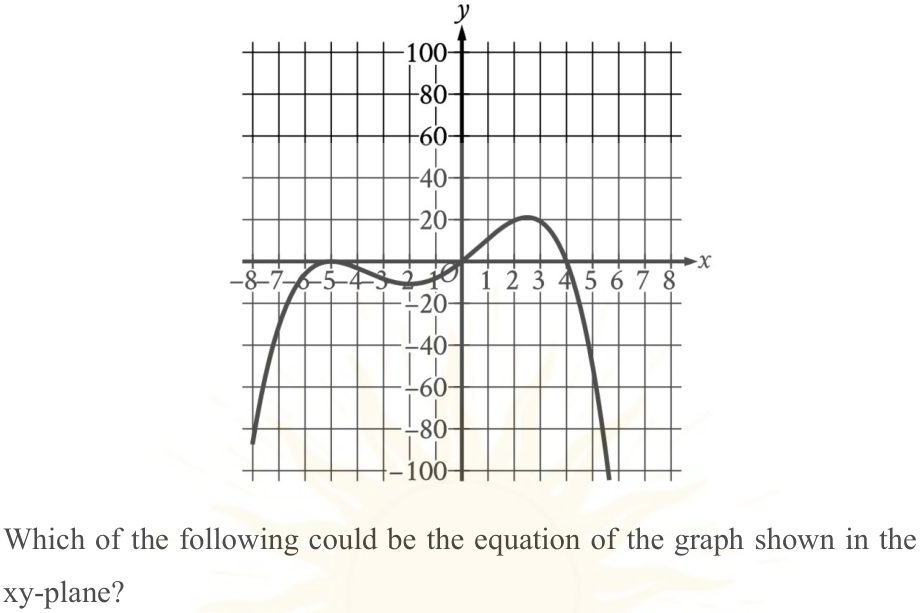 y
100
80
60
40
20
-8 -7 -6 -5 -4 -3 -2 -1 O 1 2 3 4 5 6 7 8 x
-20
-40
-60
-80
-100
Which of the following could be the equation of the graph shown in the
xy-plane?